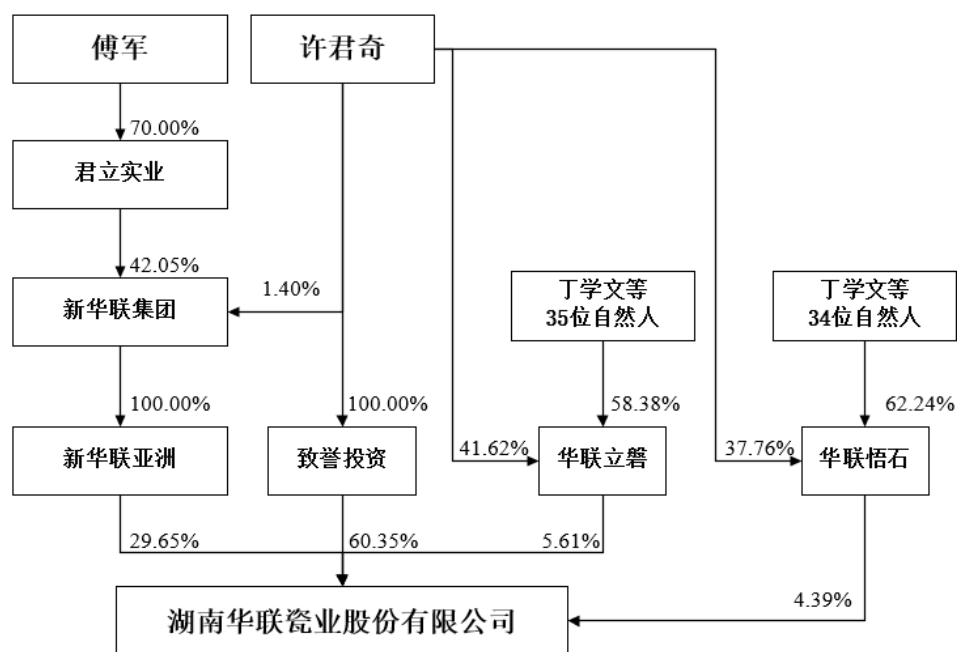 傅军
许君奇
70.00%
君立实业
42.05%
1.40%
新华联集团
丁学文等
35位自然人
丁学文等
34位自然人
100.00%
100.00%
58.38%
62.24%
新华联亚洲
致誉投资
41.62%
华联立磐
37.76%
华联悟石
29.65%
60.35%
5.61%
4.39%
湖南华联瓷业股份有限公司